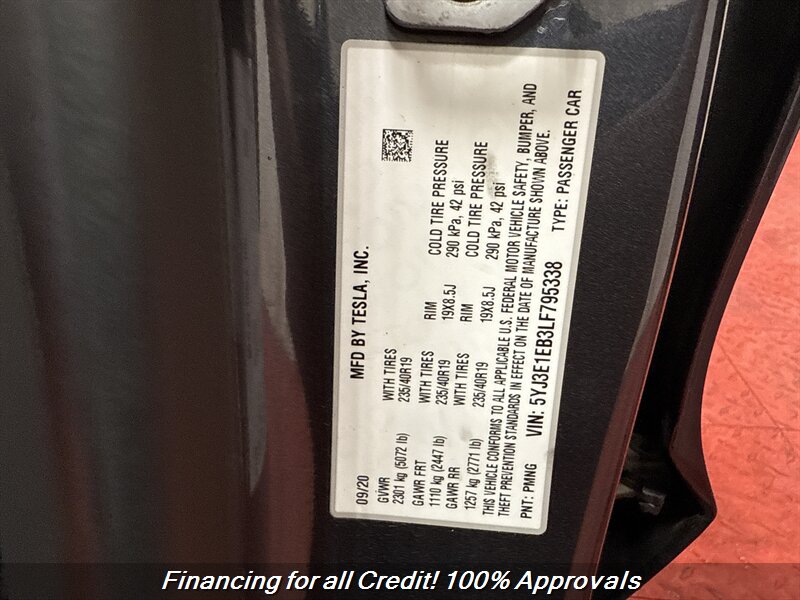 09/20 MFD BY TESLA, INC.
GVWR WITH TIRES RIM COLD TIRE PRESSURE
2301 kg (5072 lb) 235/40R19 19X8.5J 290 kPa, 42 psi
GAWR FRT WITH TIRES RIM COLD TIRE PRESSURE
1110 kg (2447 lb) 235/40R19 19X8.5J 290 kPa, 42 psi
GAWR RR
1257 kg (2771 lb) 235/40R19
THIS VEHICLE CONFORMS TO ALL APPLICABLE U.S. FEDERAL MOTOR VEHICLE SAFETY, BUMPER, AND
THEFT PREVENTION STANDARDS IN EFFECT ON THE DATE OF MANUFACTURE SHOWN ABOVE.
PNT: PMNG VIN: 5YJ3E1EB3LF795338 TYPE: PASSENGER CAR
Financing for all Credit! 100% Approvals